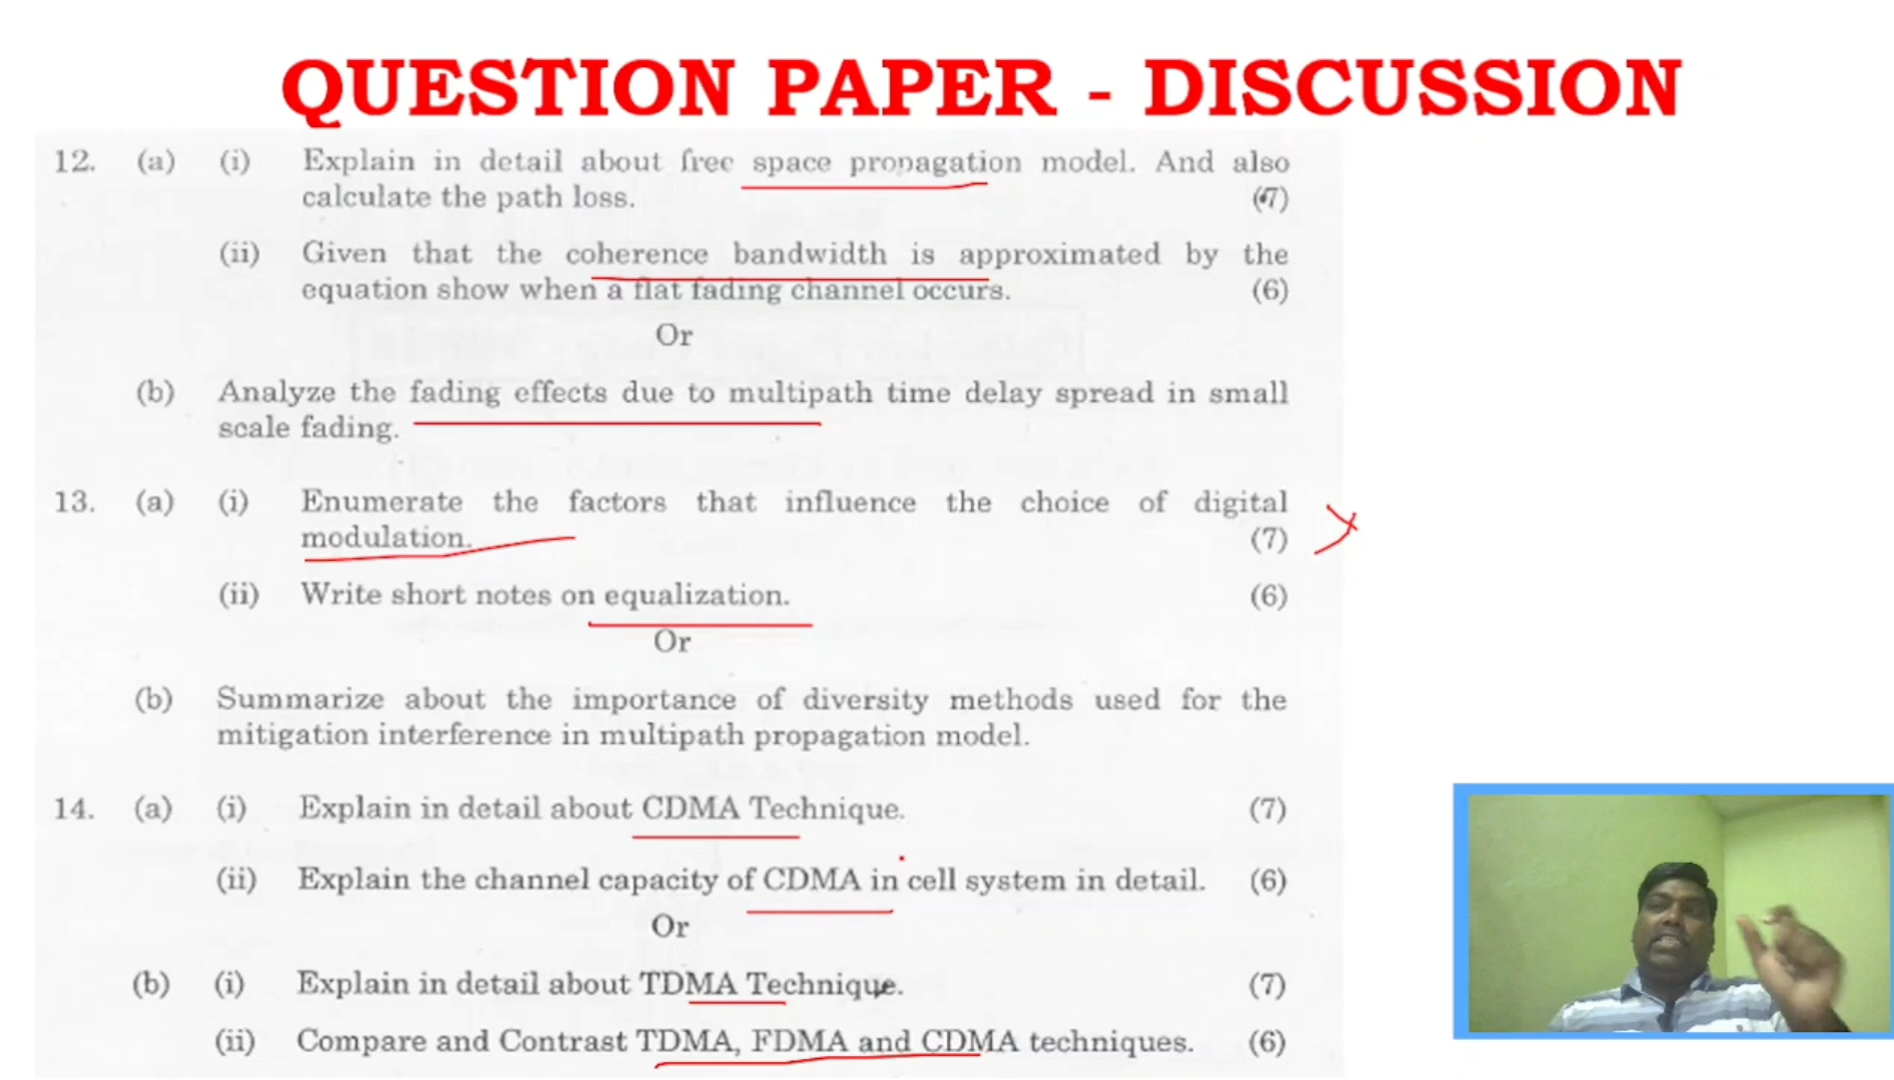 QUESTION PAPER - DISCUSSION
12. (a) (i) Explain in detail about free space propagation model. And also
calculate the path loss. (7)
(ii) Given that the coherence bandwidth is approximated by the
equation show when a flat fading channel occurs. (6)
Or
(b) Analyze the fading effects due to multipath time delay spread in small
scale fading.
13. (a) (i) Enumerate the factors that influence the choice of digital
modulation. (7)
(ii) Write short notes on equalization. (6)
Or
(b) Summarize about the importance of diversity methods used for the
mitigation interference in multipath propagation model.
14. (a) (i) Explain in detail about CDMA Technique. (7)
(ii) Explain the channel capacity of CDMA in cell system in detail. (6)
Or
(b) (i) Explain in detail about TDMA Technique. (7)
(ii) Compare and Contrast TDMA, FDMA and CDMA techniques. (6)